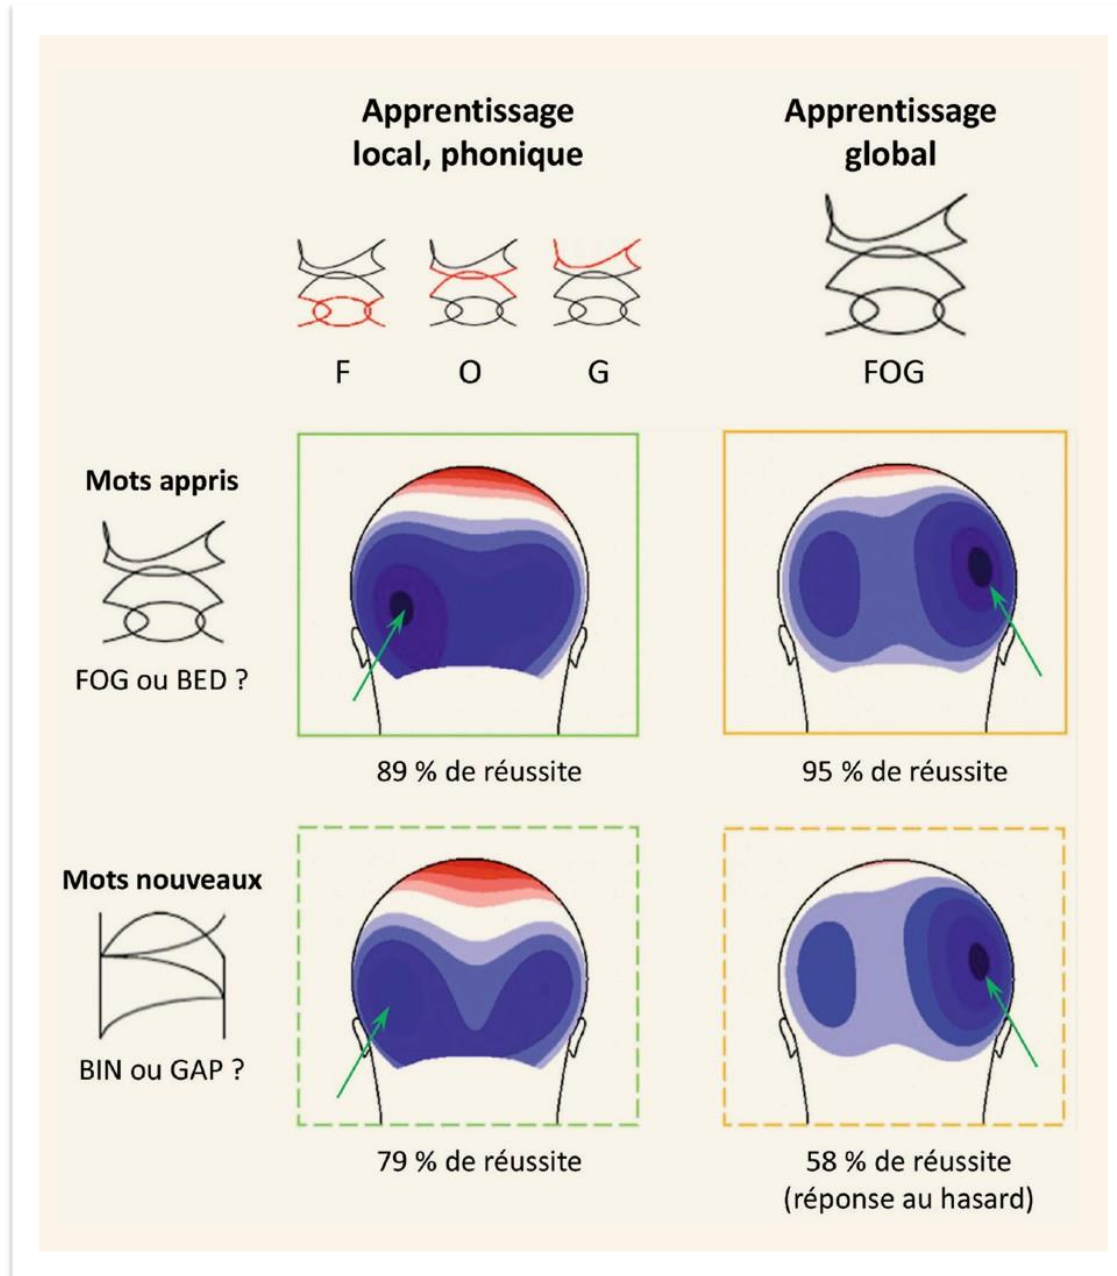 Apprentissage
local, phonique
Apprentissage
global
F
O
G
FOG
Mots appris
FOG ou BED ?
89 % de réussite
95 % de réussite
Mots nouveaux
BIN ou GAP ?
79 % de réussite
58 % de réussite
(réponse au hasard)